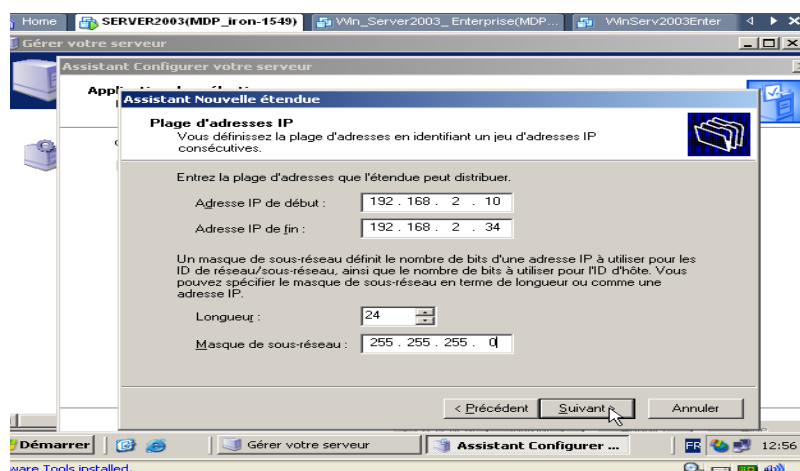 Home SERVER2003(MDP_iron-1549) Win_Server2003_ Enterprise(MDP... WinServ2003Enter
Gérer votre serveur
Assistant Configurer votre serveur
Assistant Nouvelle étendue
Plage d'adresses IP
Vous définissez la plage d'adresses en identifiant un jeu d'adresses IP
consécutives.
Entrez la plage d'adresses que l'étendue peut distribuer.
Adresse IP de début : 192 . 168 . 2 . 10
Adresse IP de fin : 192 . 168 . 2 . 34
Un masque de sous-réseau définit le nombre de bits d'une adresse IP à utiliser pour les
ID de réseau/sous-réseau, ainsi que le nombre de bits à utiliser pour l'ID d'hôte. Vous
pouvez spécifier le masque de sous-réseau en terme de longueur ou comme une
adresse IP.
Longueur : 24
Masque de sous-réseau : 255 . 255 . 255 . 0
< Précédent Suivant > Annuler
Démarrer Gérer votre serveur Assistant Configurer ... FR 12:56
ware Tools installed.